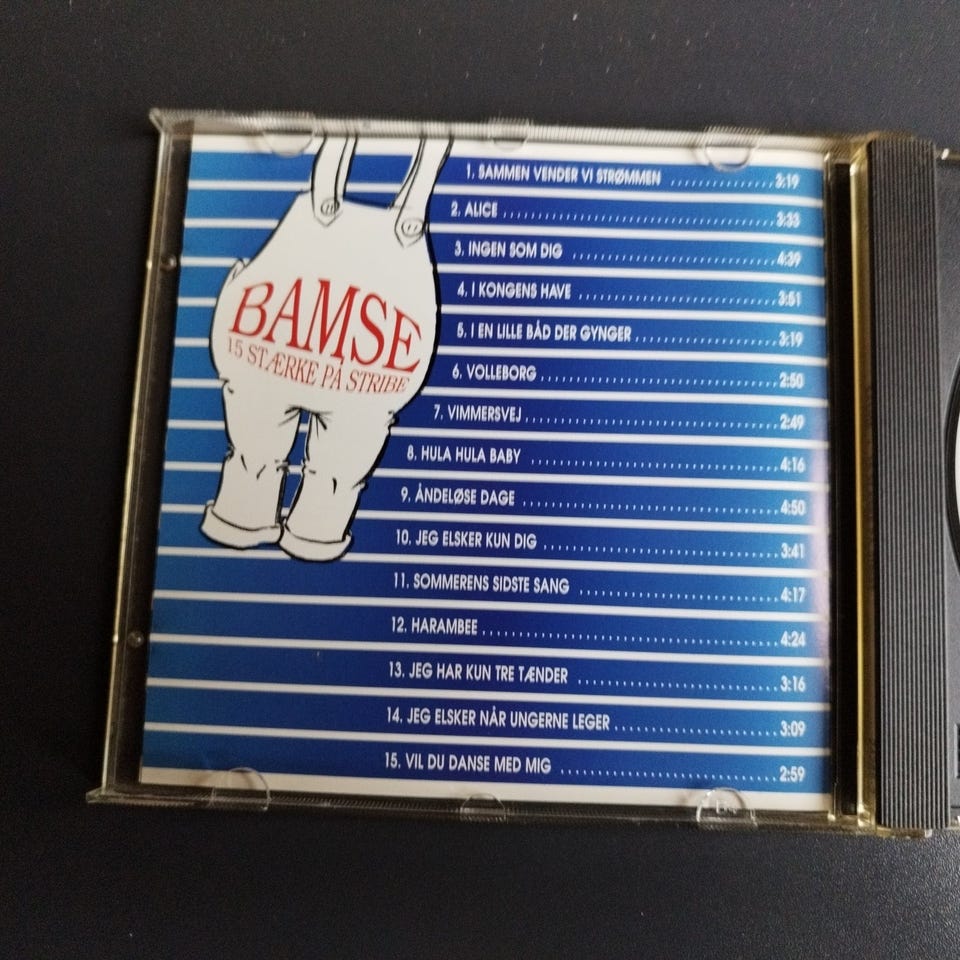 BAMSE
15 STÆRKE PÅ STRIBE
1. SAMMEN VENDER VI STRØMMEN ............... 3:19
2. ALICE ........................................ 3:33
3. INGEN SOM DIG ............................. 4:39
4. I KONGENS HAVE ............................ 3:51
5. I EN LILLE BÅD DER GYNGER .................... 3:19
6. VOLLEBORG .................................. 2:50
7. VIMMERSVEJ .................................... 2:49
8. HULA HULA BABY ................................... 4:16
9. ÅNDELØSE DAGE .................................... 4:50
10. JEG ELSKER KUN DIG ................................. 3:41
11. SOMMERENS SIDSTE SANG ............................ 4:17
12. HARAMBEE .......................................... 4:24
13. JEG HAR KUN TRE TÆNDER ............................ 3:16
14. JEG ELSKER NÅR UNGERNE LEGER ....................... 3:09
15. VIL DU DANSE MED MIG ............................... 2:59